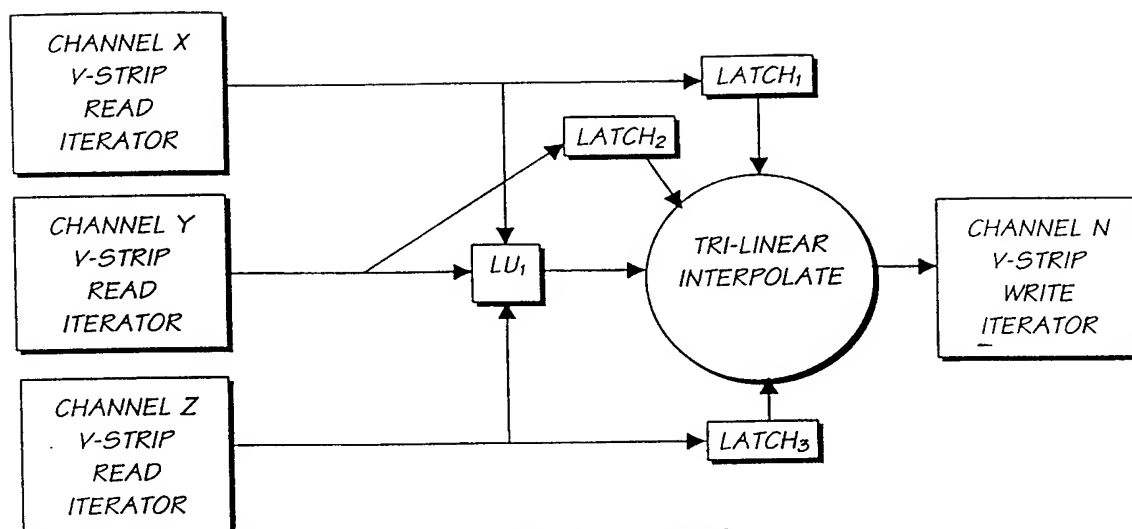 CHANNEL X
V-STRIP
READ
ITERATOR
LATCH₁
LATCH₂
CHANNEL Y
V-STRIP
READ
ITERATOR
LU₁
TRI-LINEAR
INTERPOLATE
CHANNEL N
V-STRIP
WRITE
ITERATOR
CHANNEL Z
V-STRIP
READ
ITERATOR
LATCH₃